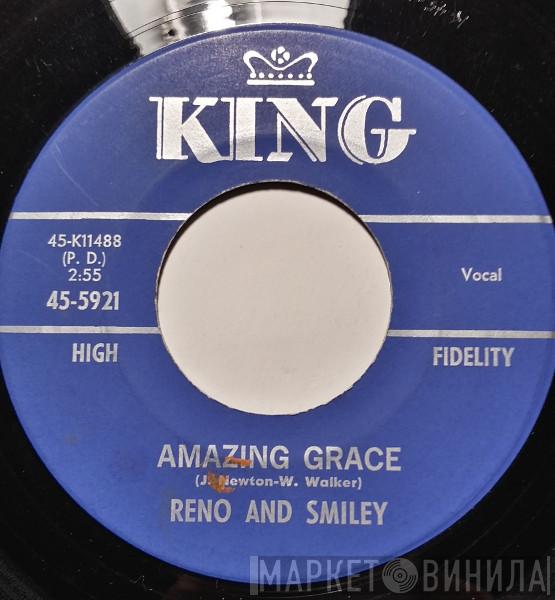 K
KING
45-K11488
(P. D.)
2:55
45-5921
Vocal
HIGH
FIDELITY
AMAZING GRACE
(J. Newton-W. Walker)
RENO AND SMILEY
МАРКЕТ ВИНИЛА